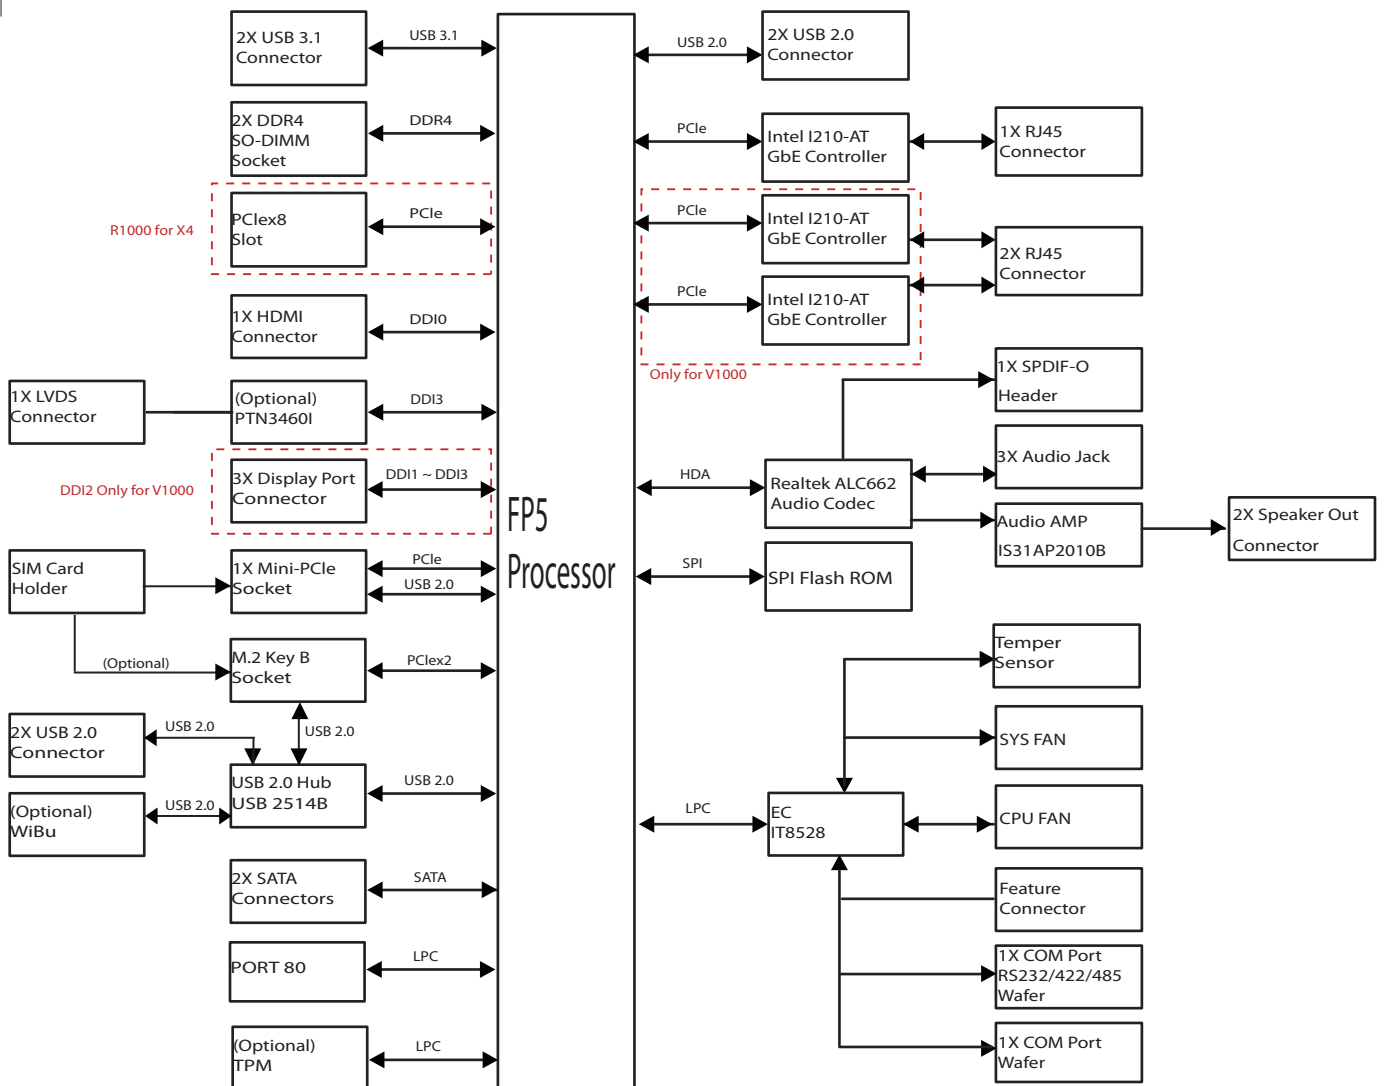 2X USB 3.1
Connector
USB 3.1
2X DDR4
SO-DIMM
Socket
DDR4
R1000 for X4
PCIex8
Slot
PCIe
1X HDMI
Connector
DDI0
1X LVDS
Connector
(Optional)
PTN3460I
DDI3
DDI2 Only for V1000
3X Display Port
Connector
DDI1 ~ DDI3
SIM Card
Holder
1X Mini-PCIe
Socket
PCIe
USB 2.0
(Optional)
M.2 Key B
Socket
PCIex2
USB 2.0
2X USB 2.0
Connector
USB 2.0
USB 2.0 Hub
USB 2514B
USB 2.0
(Optional)
WiBu
USB 2.0
2X SATA
Connectors
SATA
PORT 80
LPC
(Optional)
TPM
LPC
FP5
Processor
USB 2.0
2X USB 2.0
Connector
PCIe
Intel I210-AT
GbE Controller
1X RJ45
Connector
PCIe
Intel I210-AT
GbE Controller
2X RJ45
Connector
PCIe
Intel I210-AT
GbE Controller
Only for V1000
1X SPDIF-O
Header
HDA
Realtek ALC662
Audio Codec
3X Audio Jack
Audio AMP
IS31AP2010B
2X Speaker Out
Connector
SPI
SPI Flash ROM
Temper
Sensor
SYS FAN
LPC
EC
IT8528
CPU FAN
Feature
Connector
1X COM Port
RS232/422/485
Wafer
1X COM Port
Wafer